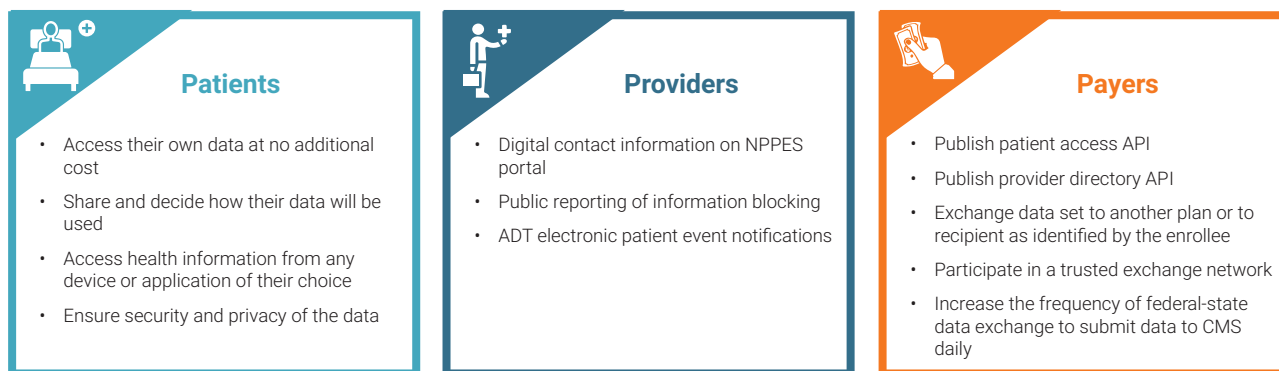 Patients
• Access their own data at no additional
cost
• Share and decide how their data will be
used
• Access health information from any
device or application of their choice
• Ensure security and privacy of the data
Providers
• Digital contact information on NPPES
portal
• Public reporting of information blocking
• ADT electronic patient event notifications
Payers
• Publish patient access API
• Publish provider directory API
• Exchange data set to another plan or to
recipient as identified by the enrollee
• Participate in a trusted exchange network
• Increase the frequency of federal-state
data exchange to submit data to CMS
daily